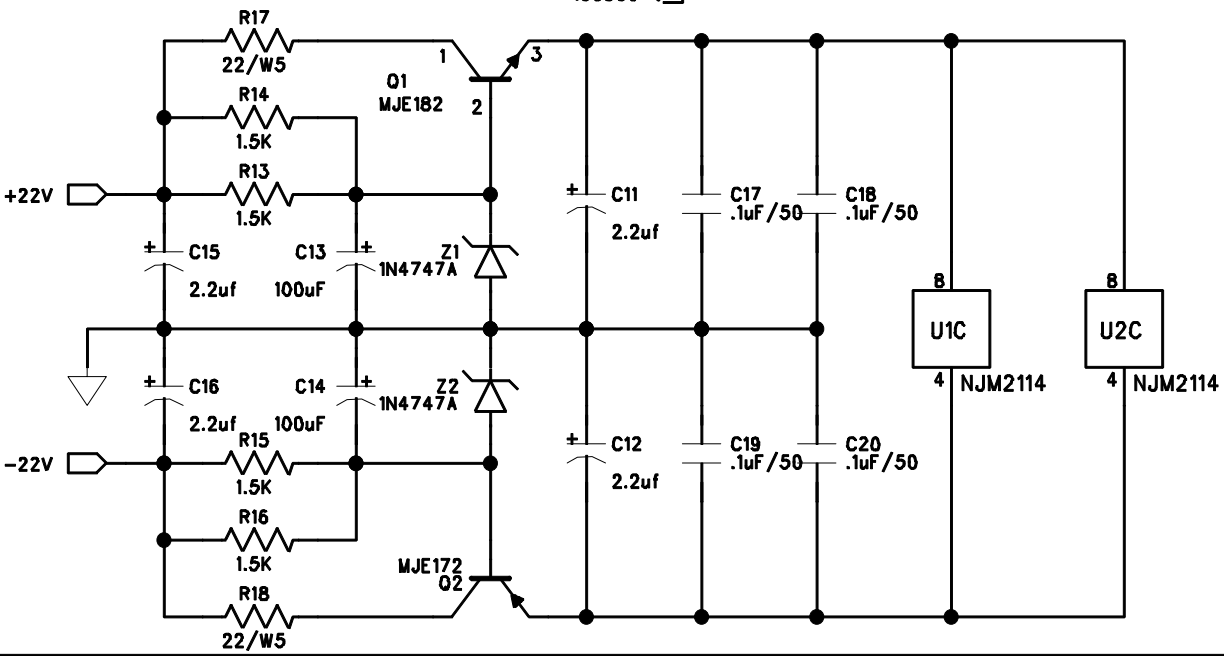 R17
22/W5
1
3
Q1
MJE182
2
R14
1.5K
R13
1.5K
+22V
C15
2.2uf
C13
100uF
Z1
1N4747A
C11
2.2uf
C17
.1uF/50
C18
.1uF/50
8
U1C
4
NJM2114
8
U2C
4
NJM2114
C16
2.2uf
C14
100uF
Z2
1N4747A
-22V
R15
1.5K
C12
2.2uf
C19
.1uF/50
C20
.1uF/50
R16
1.5K
MJE172
Q2
R18
22/W5